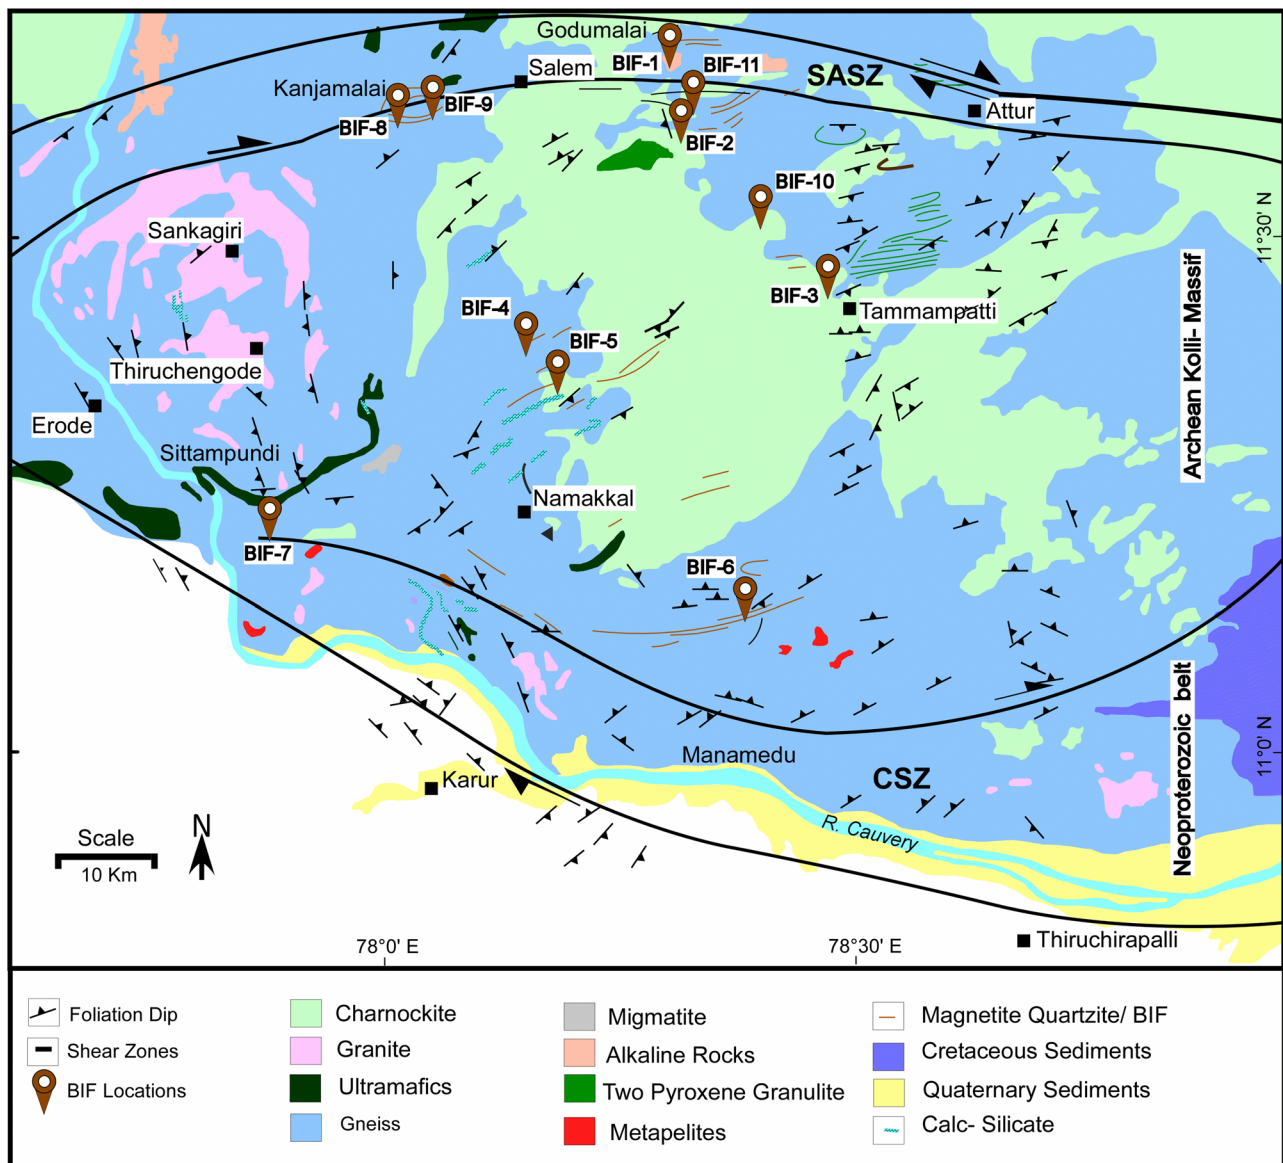 Godumalai
BIF-1
BIF-11
SASZ
Salem
Kanjamalai
BIF-9
BIF-8
Attur
BIF-2
BIF-10
Sankagiri
11°30' N
BIF-3
BIF-4
Tammampatti
BIF-5
Thiruchengode
Archean Kolli- Massif
Erode
Sittampundi
Namakkal
BIF-7
BIF-6
Neoproterozoic belt
11°0' N
Manamedu
CSZ
Karur
R. Cauvery
Scale
10 Km
N
78°0' E
78°30' E
Thiruchirapalli
Foliation Dip
Shear Zones
BIF Locations
Charnockite
Granite
Ultramafics
Gneiss
Migmatite
Alkaline Rocks
Two Pyroxene Granulite
Metapelites
Magnetite Quartzite/ BIF
Cretaceous Sediments
Quaternary Sediments
Calc- Silicate